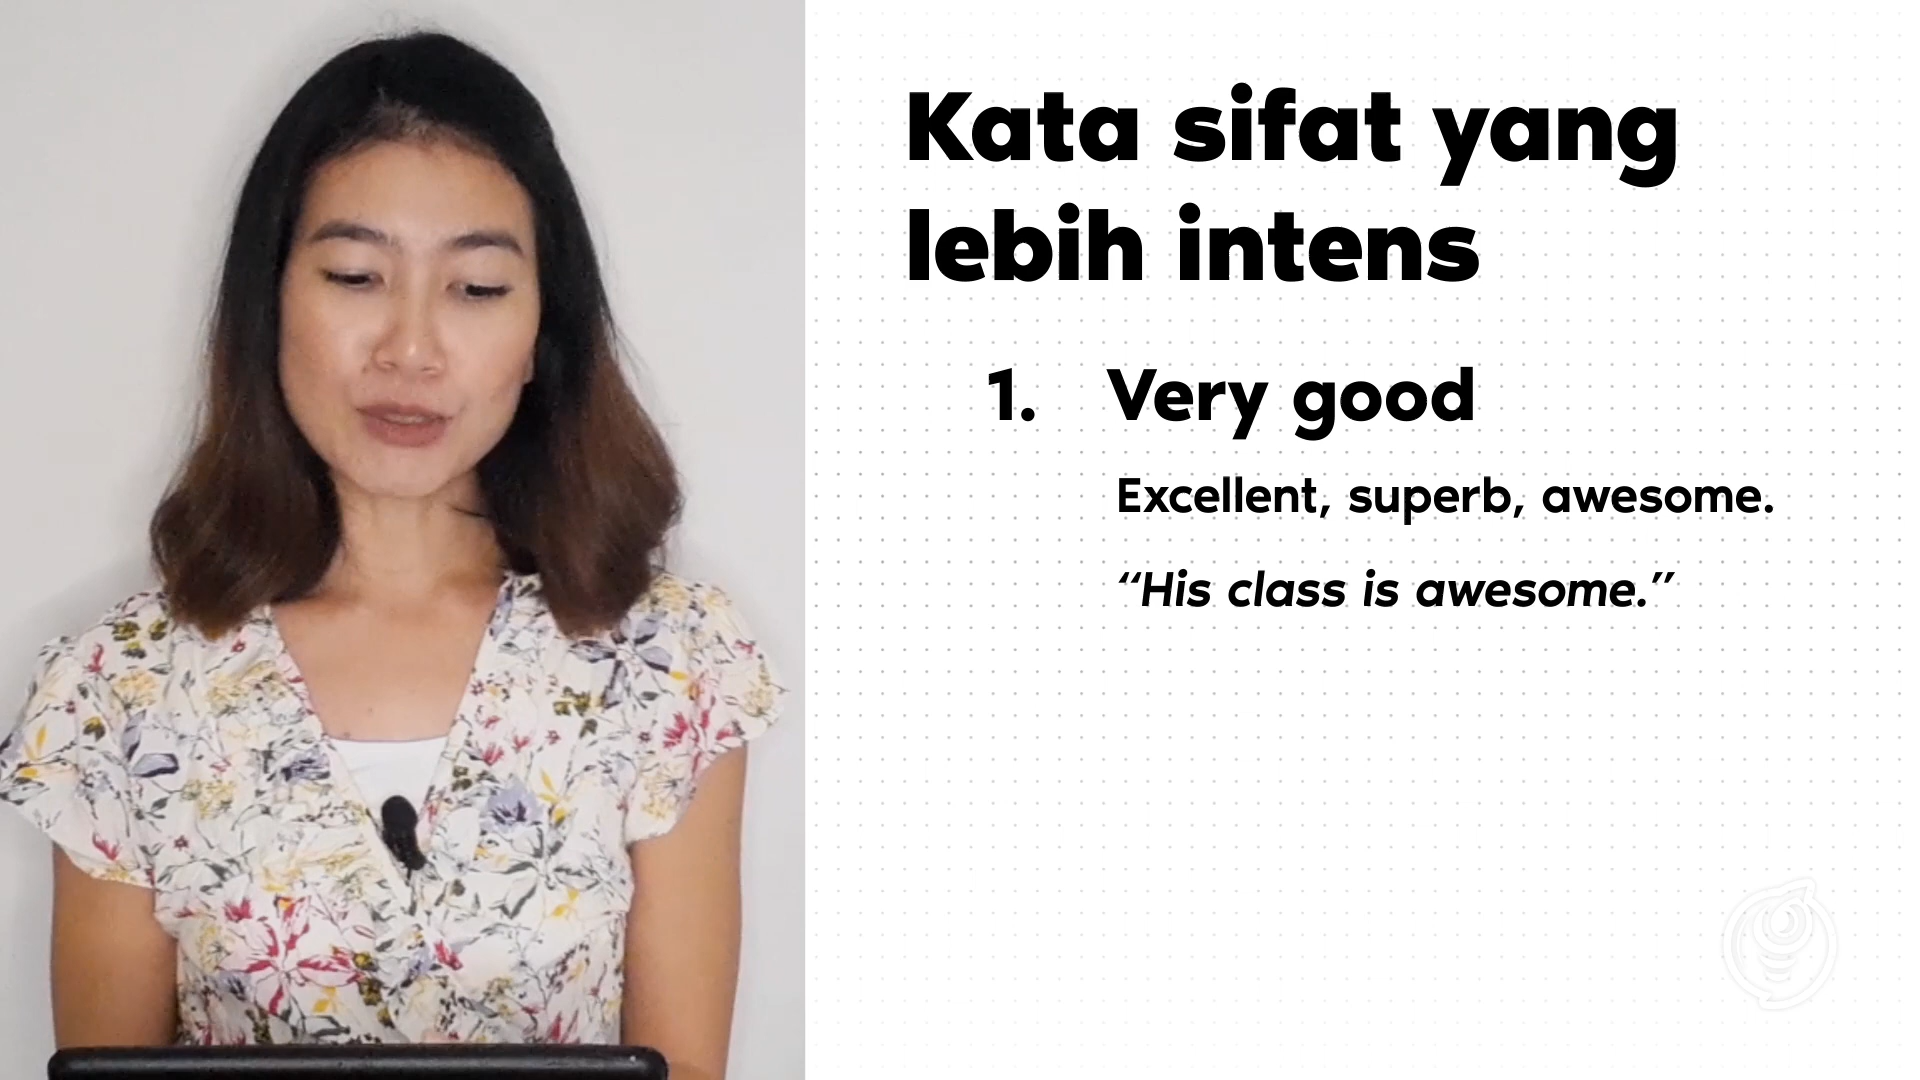 Kata sifat yang
lebih intens
1. Very good
Excellent, superb, awesome.
“His class is awesome.”